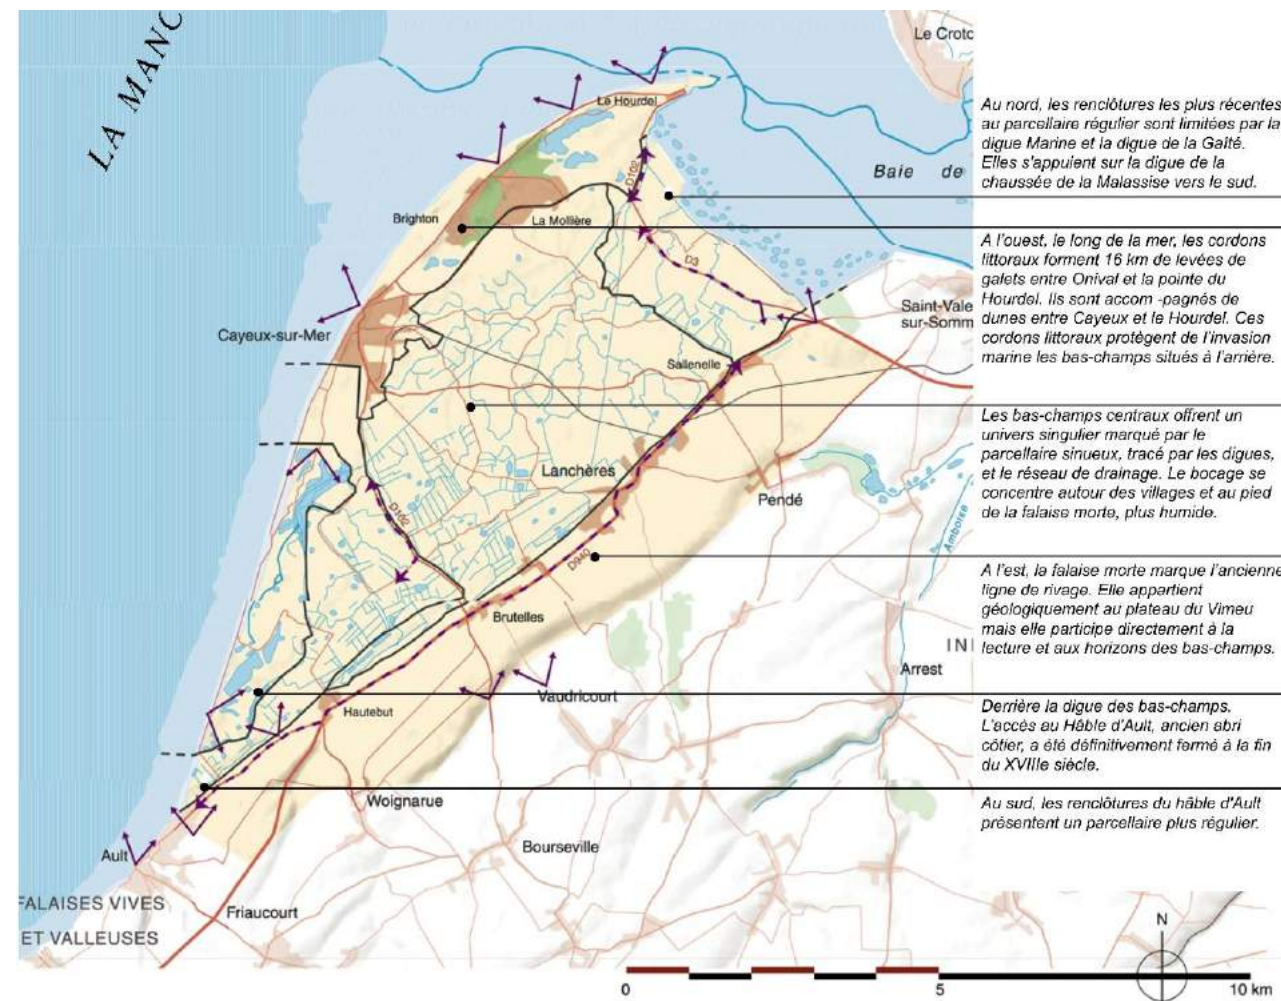 LA MANC
Le Crotc
Le Hourdel
Baie de
D102
Brighton
La Mollière
D3
Saint-Vale
sur-Somm
Cayeux-sur-Mer
Sallenelle
Lanchères
Pendé
D102
D940
Amboise
Brutelles
INI
Arrest
Vaudricourt
Hautebut
Woignarue
Ault
Bourseville
FALAISES VIVES
ET VALLEUSES
Friaucourt
Au nord, les renclôtures les plus récentes
au parcellaire régulier sont limitées par la
digue Marine et la digue de la Gaîté.
Elles s'appuient sur la digue de la
chaussée de la Malassise vers le sud.
A l'ouest, le long de la mer, les cordons
littoraux forment 16 km de levées de
galets entre Onival et la pointe du
Hourdel. Ils sont accom -pagnés de
dunes entre Cayeux et le Hourdel. Ces
cordons littoraux protègent de l'invasion
marine les bas-champs situés à l'arrière.
Les bas-champs centraux offrent un
univers singulier marqué par le
parcellaire sinueux, tracé par les digues,
et le réseau de drainage. Le bocage se
concentre autour des villages et au pied
de la falaise morte, plus humide.
A l'est, la falaise morte marque l'ancienne
ligne de rivage. Elle appartient
géologiquement au plateau du Vimeu
mais elle participe directement à la
lecture et aux horizons des bas-champs.
Derrière la digue des bas-champs.
L'accès au Hâble d'Ault, ancien abri
côtier, a été définitivement fermé à la fin
du XVIIIe siècle.
Au sud, les renclôtures du hâble d'Ault
présentent un parcellaire plus régulier.
N
0 5 10 km